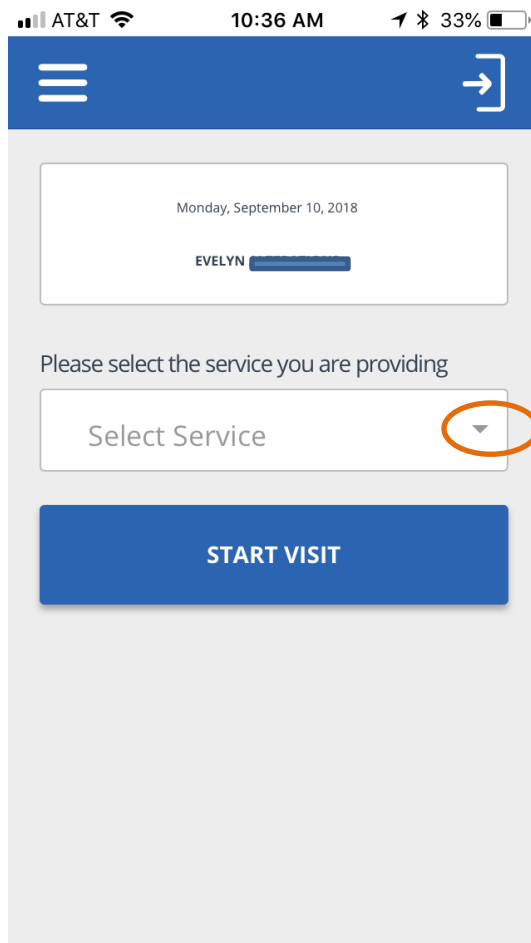 AT&T 10:36 AM 33%
Monday, September 10, 2018
EVELYN
Please select the service you are providing
Select Service
START VISIT